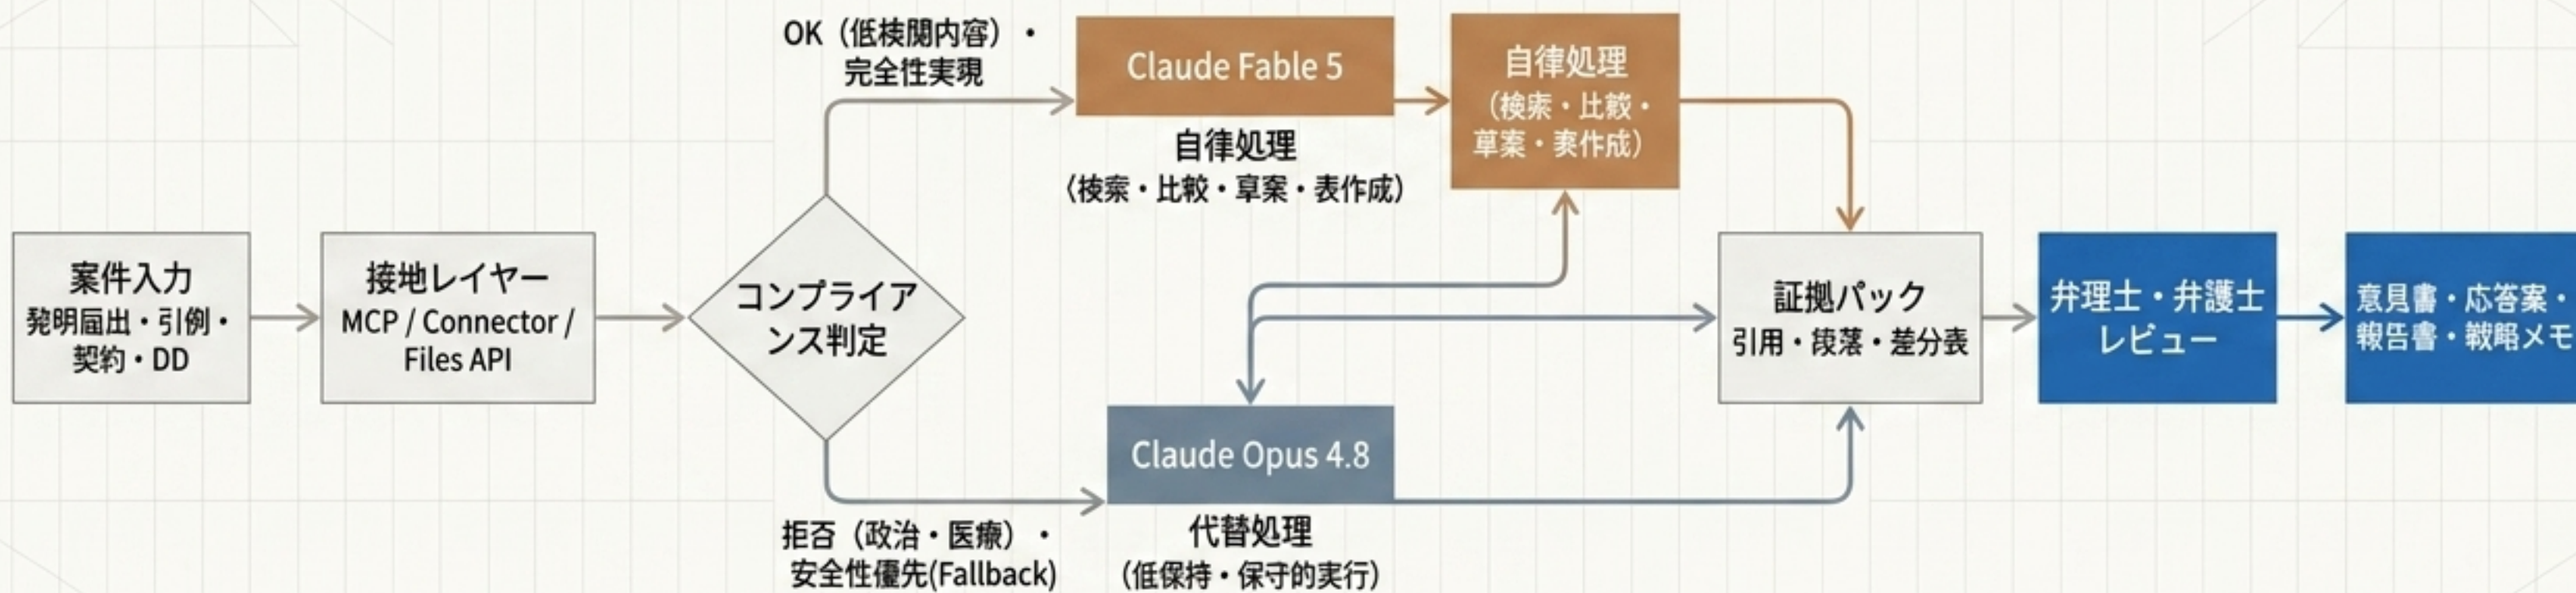 案件入力
発明届出・引例・
契約・DD
接地レイヤー
MCP / Connector /
Files API
コンプライア
ンス判定
OK（低検閲内容）・
完全性実現
Claude Fable 5
自律処理
（検索・比較・草案・表作成）
自律処理
（検索・比較・
草案・表作成）
拒否（政治・医療）・
安全性優先(Fallback)
Claude Opus 4.8
代替処理
（低保持・保守的実行）
証拠パック
引用・段落・差分表
弁理士・弁護士
レビュー
意見書・応答案・
報告書・戦略メモ